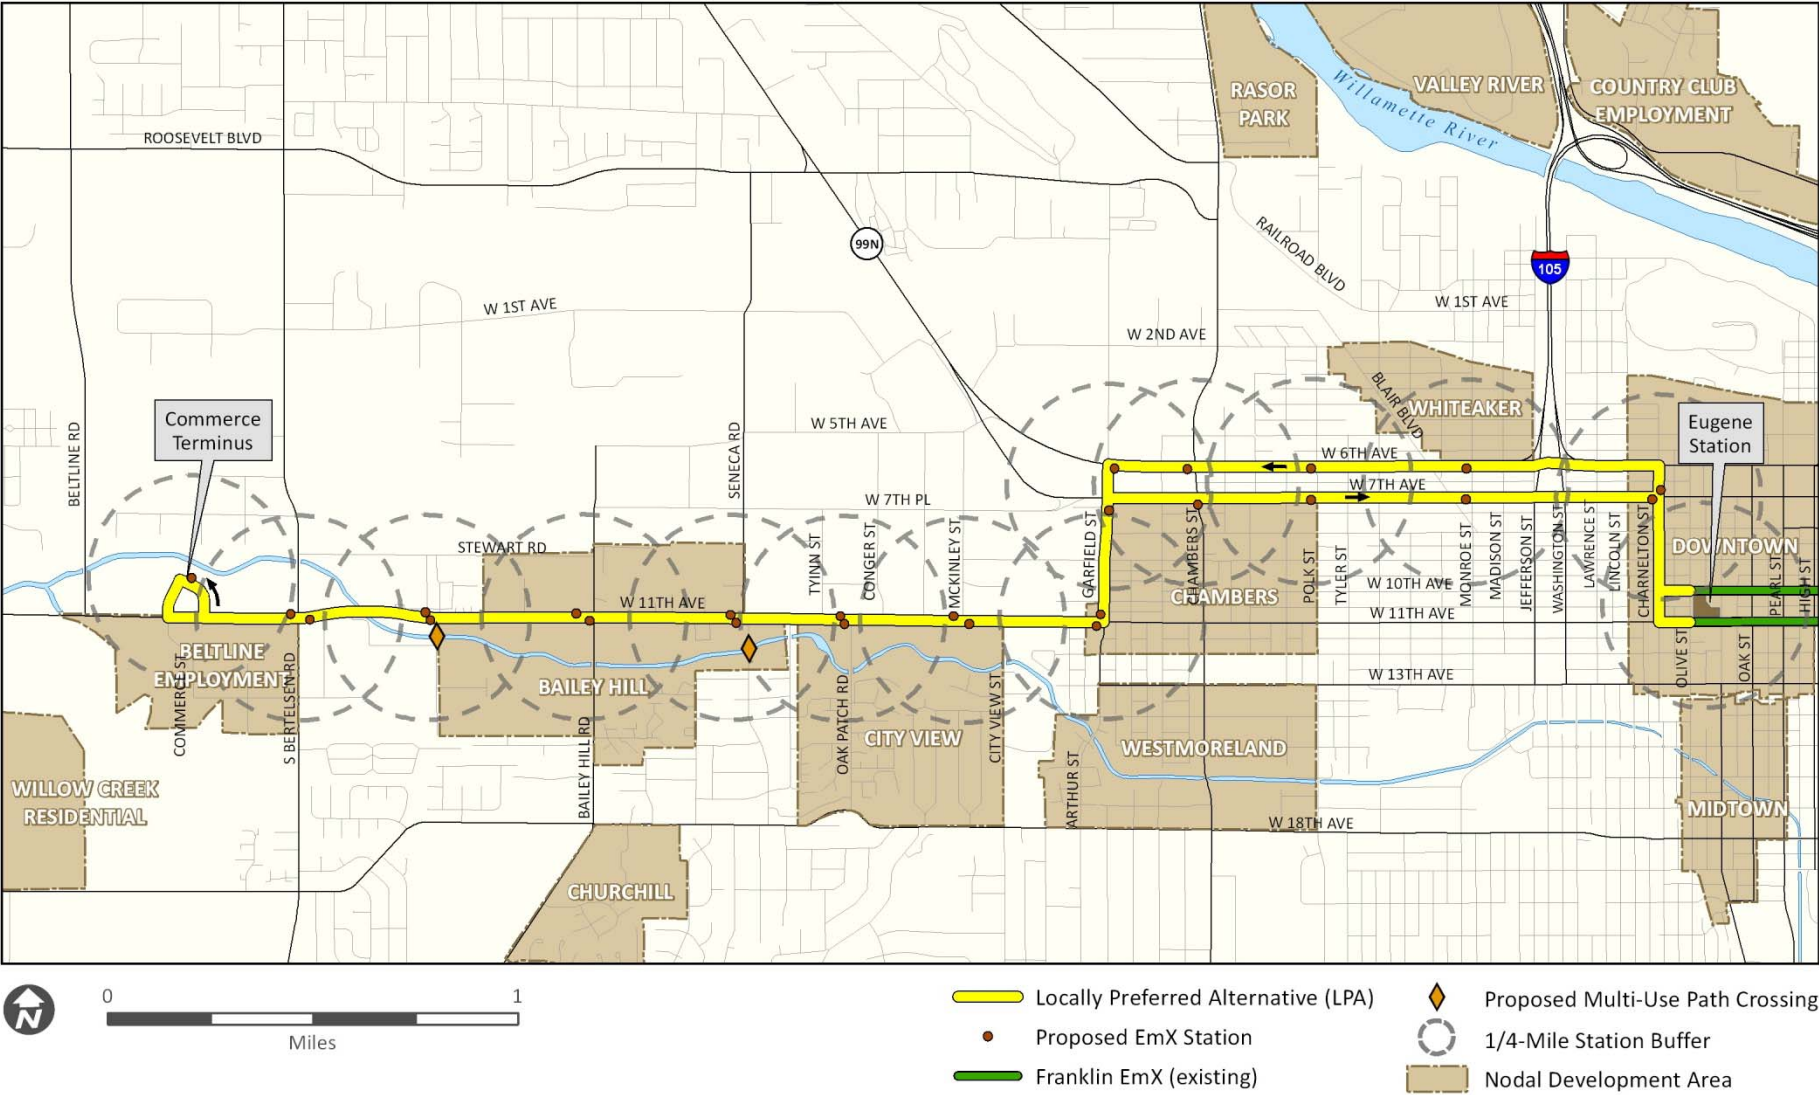 RASOR
PARK
VALLEY RIVER
COUNTRY CLUB
EMPLOYMENT
Willamette River
ROOSEVELT BLVD
99N
RAILROAD BLVD
105
W 1ST AVE
W 1ST AVE
W 2ND AVE
BLAIR BLVD
WHITEAKER
Commerce
Terminus
Eugene
Station
BELTLINE RD
SENECA RD
W 5TH AVE
W 6TH AVE
W 7TH AVE
W 7TH PL
STEWART RD
TYINN ST
CONGER ST
MCKINLEY ST
GARFIELD ST
CHAMBERS ST
POLK ST
TYLER ST
MONROE ST
MADISON ST
JEFFERSON ST
WASHINGTON ST
LAWRENCE ST
LINCOLN ST
CHARNELTON ST
DOWNTOWN
PEARL ST
HIGH ST
W 10TH AVE
W 11TH AVE
W 11TH AVE
CHAMBERS
OLIVE ST
OAK ST
W 13TH AVE
BELTLINE
EMPLOYMENT
COMMERCE ST
S BERTELSEN RD
BAILEY HILL
BAILEY HILL RD
OAK PATCH RD
CITY VIEW
CITY VIEW ST
ARTHUR ST
WESTMORELAND
WILLOW CREEK
RESIDENTIAL
MIDTOWN
W 18TH AVE
CHURCHILL
N
0
1
Miles
Locally Preferred Alternative (LPA)
Proposed EmX Station
Franklin EmX (existing)
Proposed Multi-Use Path Crossing
1/4-Mile Station Buffer
Nodal Development Area